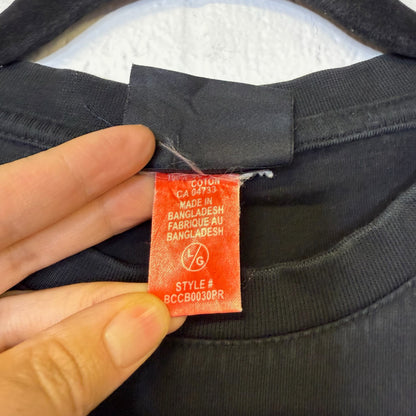 COTON
CA 04733
MADE IN
BANGLADESH
FABRIQUE AU
BANGLADESH
L/G
STYLE #
BCCB0030PR